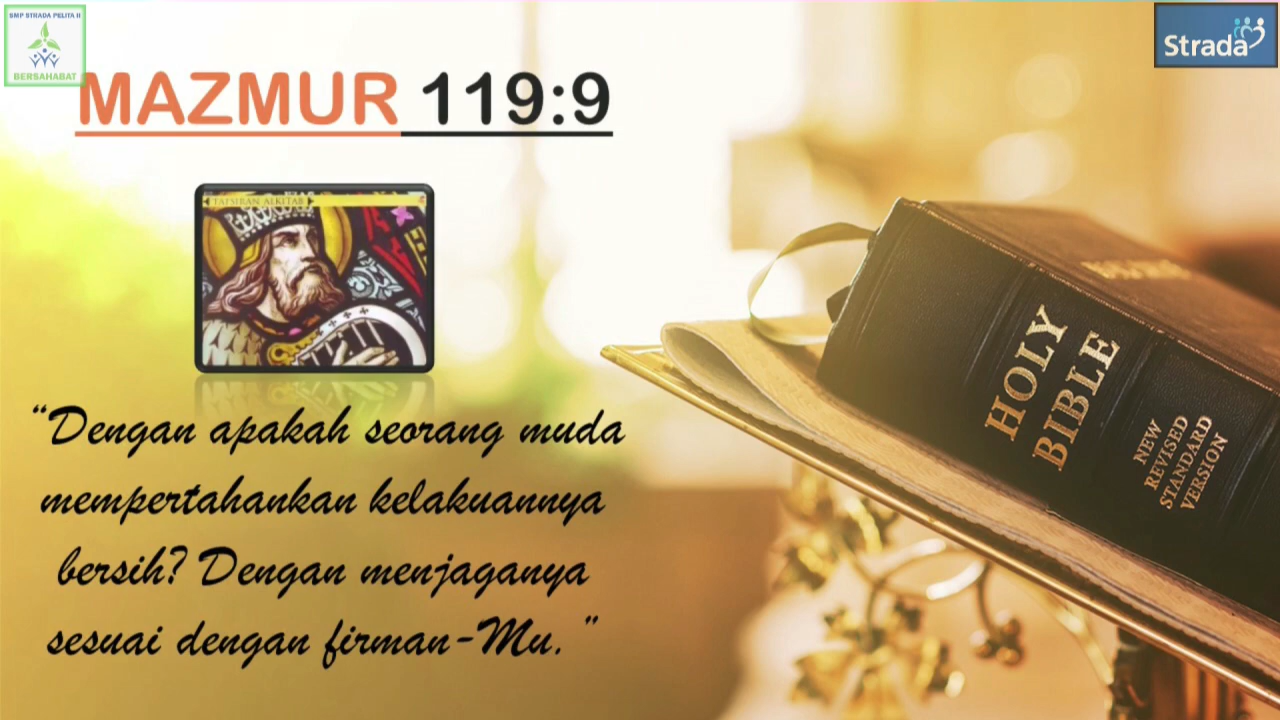 SMP STRADA PELITA II
BERSAHABAT
Strada
MAZMUR 119:9
TAFSIRAN ALKITAB
“Dengan apakah seorang muda
mempertahankan kelakuannya
bersih? Dengan menjaganya
sesuai dengan firman-Mu.”
HOLY
BIBLE
NEW
REVISED
STANDARD
VERSION